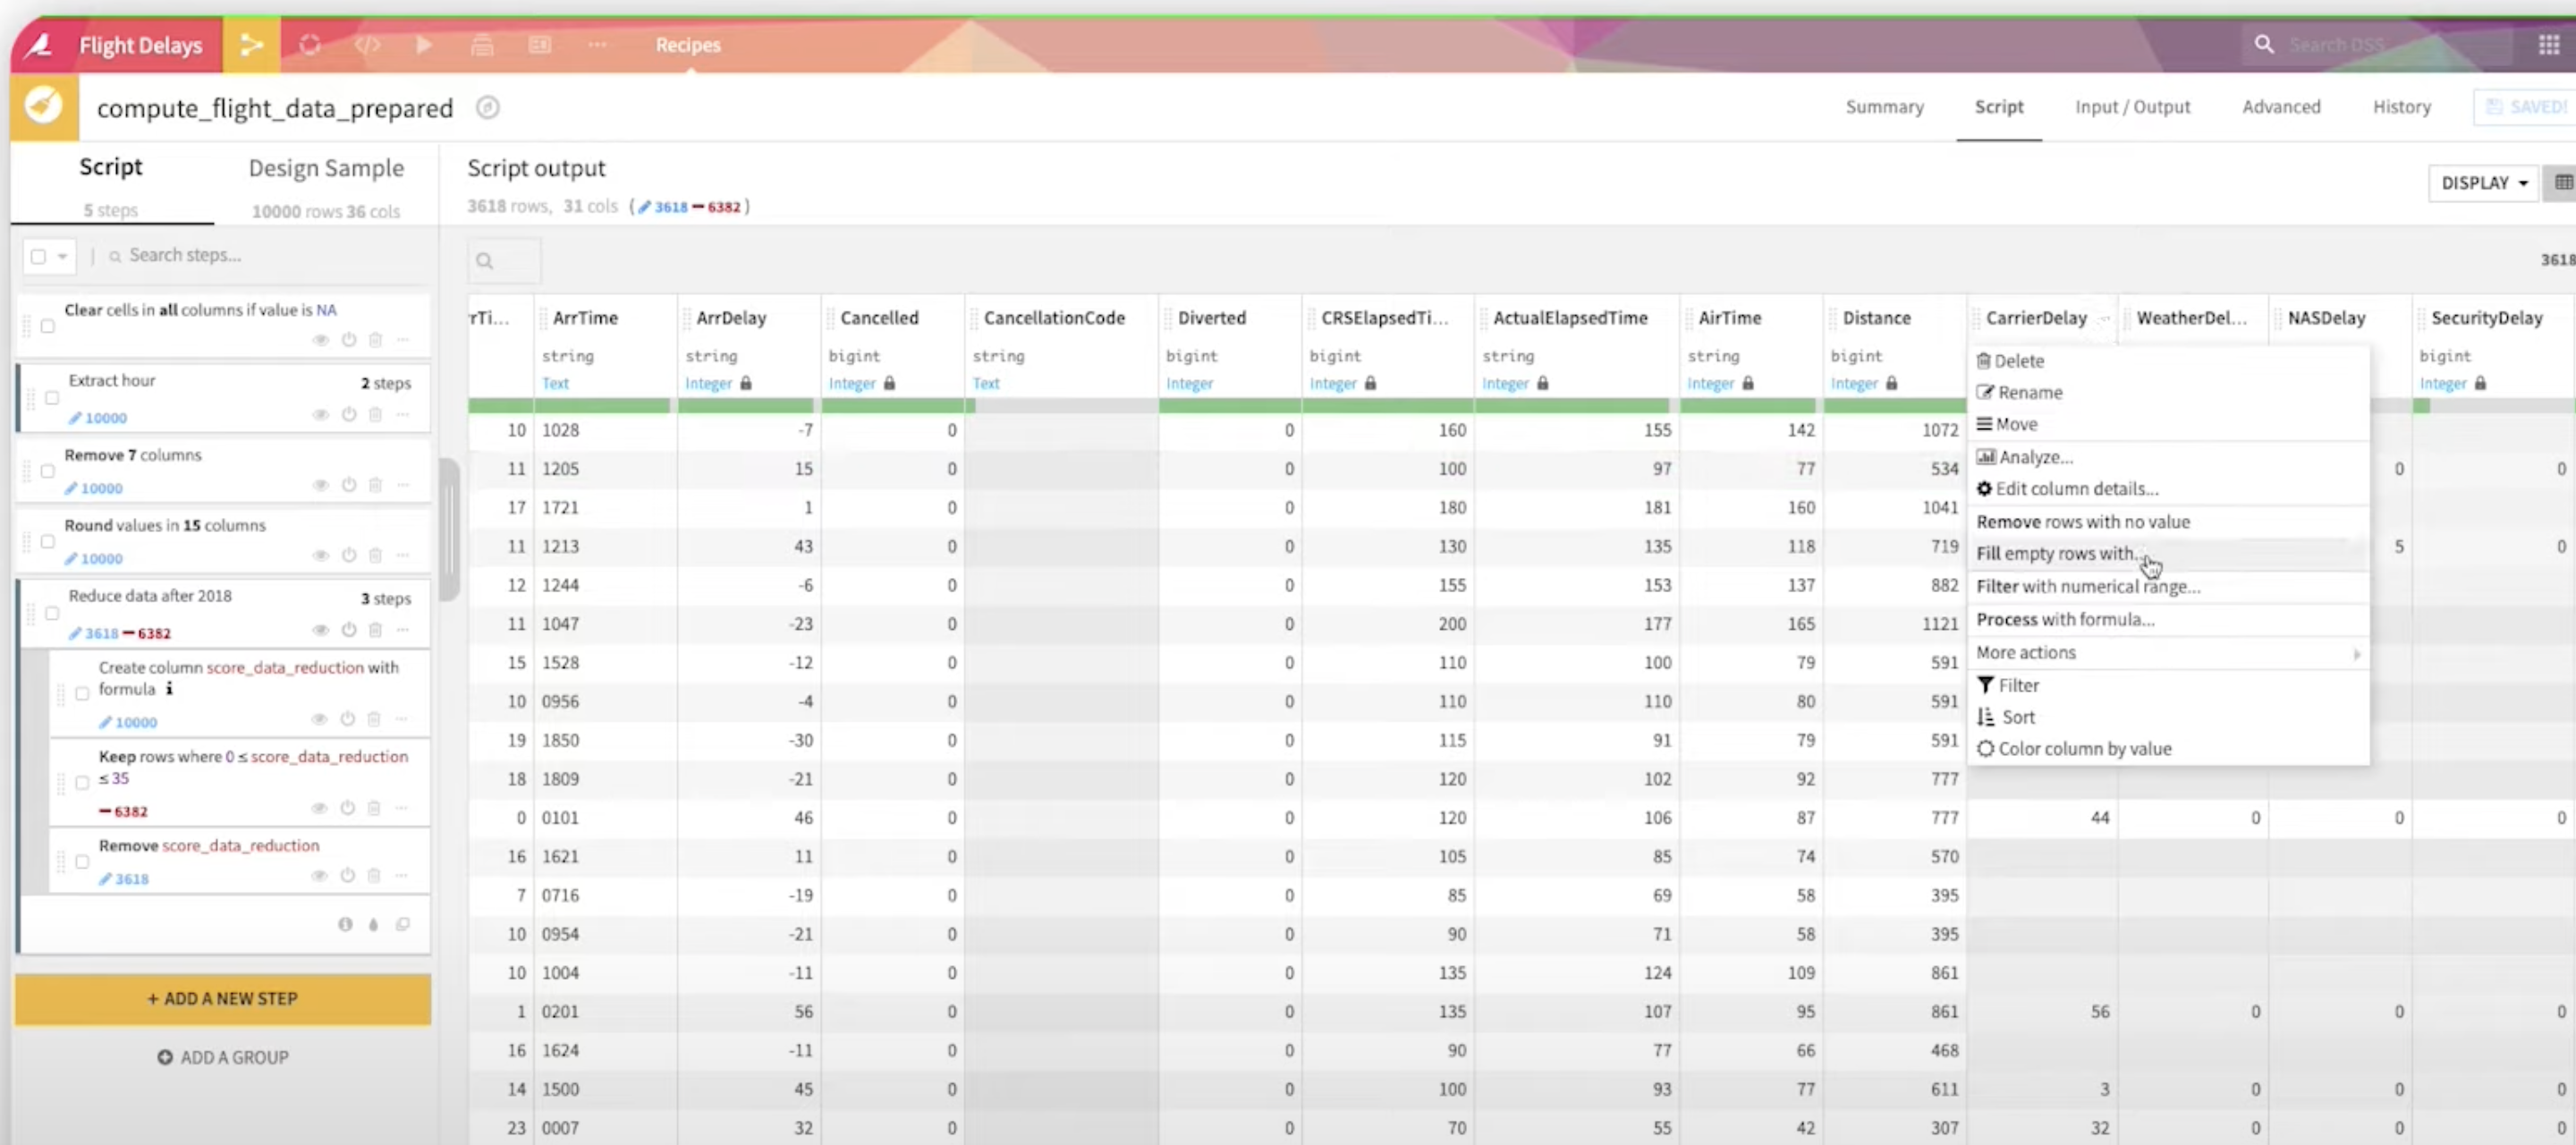 Flight Delays
Recipes
Search DSS
compute_flight_data_prepared
Summary Script Input / Output Advanced History SAVED!
Script Design Sample
5 steps 10000 rows 36 cols
Script output
3618 rows, 31 cols ( 3618 − 6382 )
DISPLAY
Search steps...
3618
Clear cells in all columns if value is NA
Extract hour 2 steps
10000
Remove 7 columns
10000
Round values in 15 columns
10000
Reduce data after 2018 3 steps
3618 − 6382
Create column score_data_reduction with
formula i
10000
Keep rows where 0 ≤ score_data_reduction
≤ 35
− 6382
Remove score_data_reduction
3618
+ ADD A NEW STEP
ADD A GROUP
rTi... ArrTime ArrDelay Cancelled CancellationCode Diverted CRSElapsedTi... ActualElapsedTime AirTime Distance CarrierDelay WeatherDel... NASDelay SecurityDelay
string string bigint string bigint bigint string string bigint bigint
Text Integer Integer Text Integer Integer Integer Integer Integer Integer
10 1028 -7 0 0 160 155 142 1072
11 1205 15 0 0 100 97 77 534 0 0
17 1721 1 0 0 180 181 160 1041
11 1213 43 0 0 130 135 118 719 5 0
12 1244 -6 0 0 155 153 137 882
11 1047 -23 0 0 200 177 165 1121
15 1528 -12 0 0 110 100 79 591
10 0956 -4 0 0 110 110 80 591
19 1850 -30 0 0 115 91 79 591
18 1809 -21 0 0 120 102 92 777
0 0101 46 0 0 120 106 87 777 44 0 0 0
16 1621 11 0 0 105 85 74 570
7 0716 -19 0 0 85 69 58 395
10 0954 -21 0 0 90 71 58 395
10 1004 -11 0 0 135 124 109 861
1 0201 56 0 0 135 107 95 861 56 0 0 0
16 1624 -11 0 0 90 77 66 468
14 1500 45 0 0 100 93 77 611 3 0 0 0
23 0007 32 0 0 70 55 42 307 32 0 0 0
Delete
Rename
Move
Analyze...
Edit column details...
Remove rows with no value
Fill empty rows with...
Filter with numerical range...
Process with formula...
More actions
Filter
Sort
Color column by value